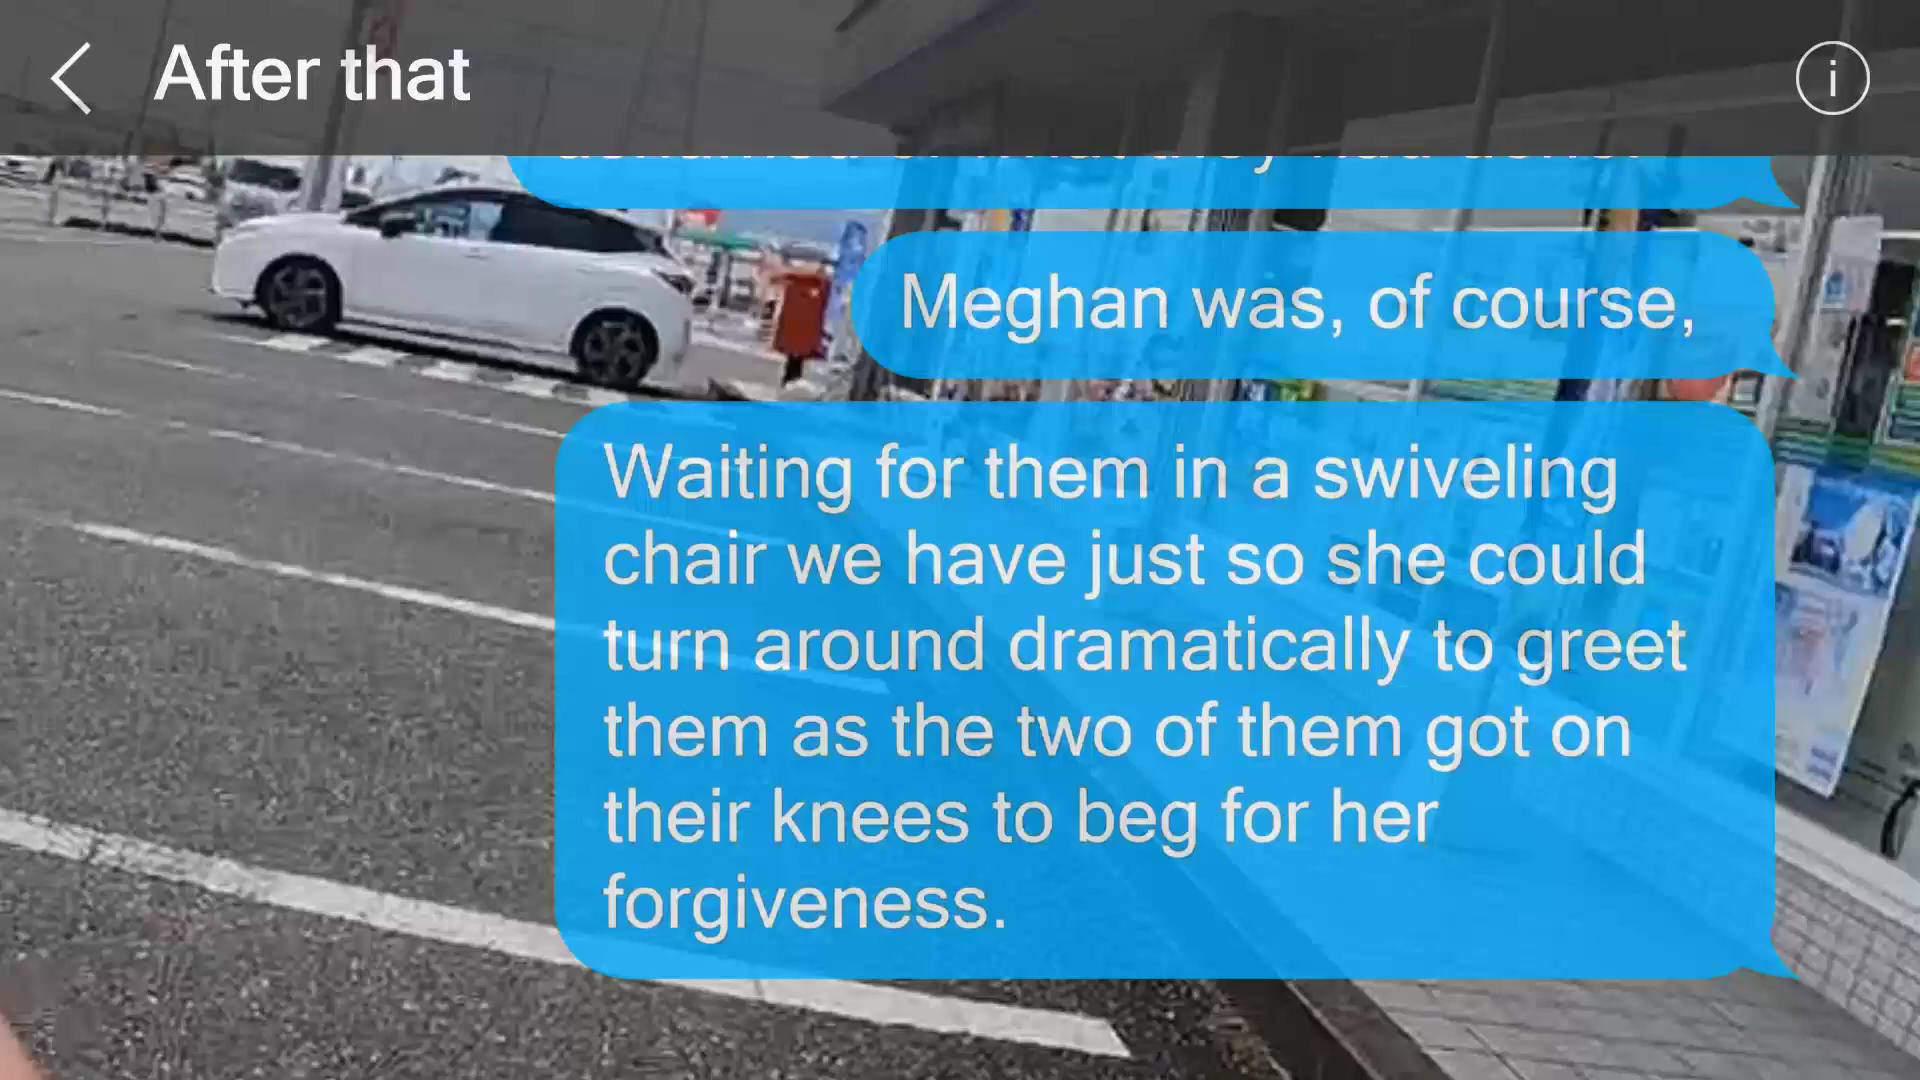 After that
Meghan was, of course,
Waiting for them in a swiveling
chair we have just so she could
turn around dramatically to greet
them as the two of them got on
their knees to beg for her
forgiveness.